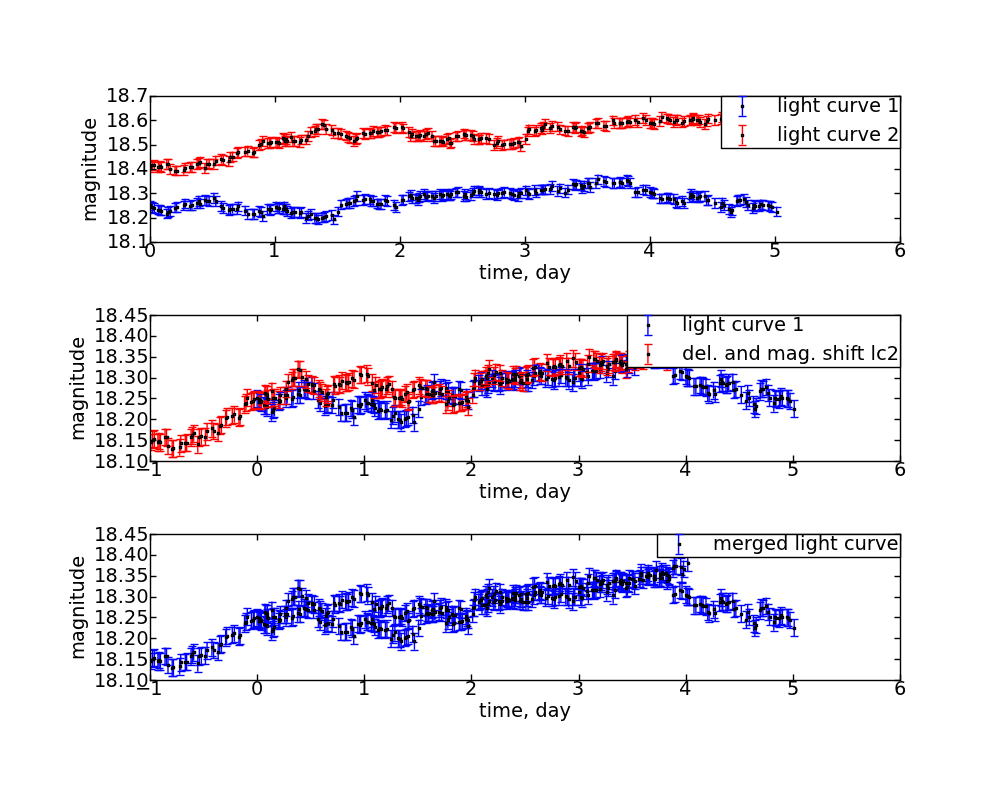 18.7
18.6
18.5
18.4
18.3
18.2
18.1
magnitude
light curve 1
light curve 2
0 1 2 3 4 5 6
time, day
18.45
18.40
18.35
18.30
18.25
18.20
18.15
18.10
magnitude
light curve 1
del. and mag. shift lc2
−1 0 1 2 3 4 5 6
time, day
18.45
18.40
18.35
18.30
18.25
18.20
18.15
18.10
magnitude
merged light curve
−1 0 1 2 3 4 5 6
time, day